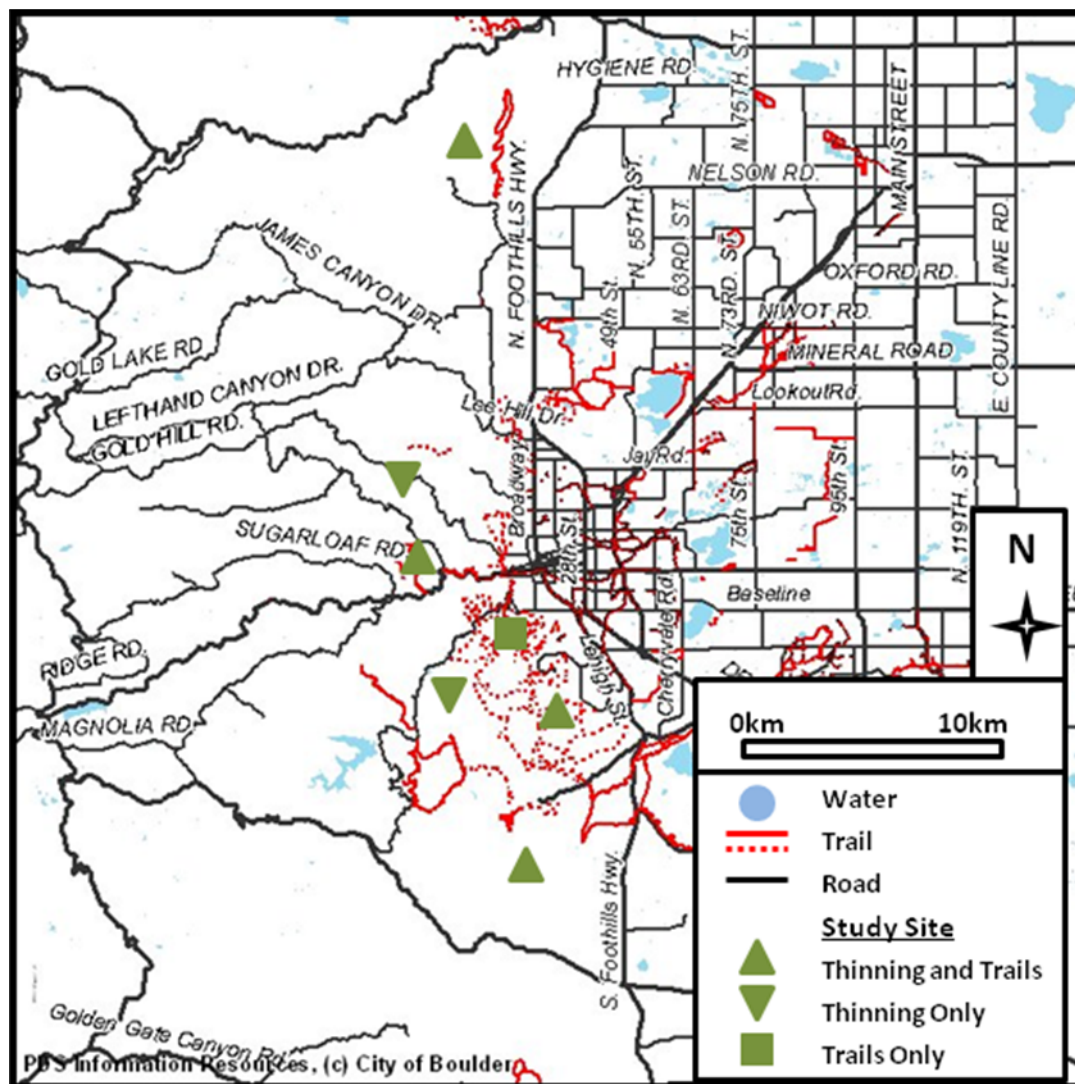 HYGIENE RD.
N. 75TH. ST.
MAIN STREET
N. FOOTHILLS HWY.
NELSON RD.
N. 55TH. ST.
N. 63RD. ST.
N. 73RD. ST.
JAMES CANYON DR.
OXFORD RD.
E. COUNTY LINE RD.
49th St.
NIWOT RD.
GOLD LAKE RD
MINERAL ROAD
LEFTHAND CANYON DR.
Lookout Rd.
Lee Hill Dr.
GOLD HILL RD.
Broadway
Jay Rd.
95th St.
75th St.
N. 119TH. ST.
SUGARLOAF RD
28th St.
N
Baseline
Cherryvale Rd.
RIDGE RD.
MAGNOLIA RD
0km 10km
Water
Trail
Road
Study Site
Thinning and Trails
Thinning Only
Trails Only
S. Foothills Hwy.
Golden Gate Canyon Rd.
PDS Information Resources, (c) City of Boulder